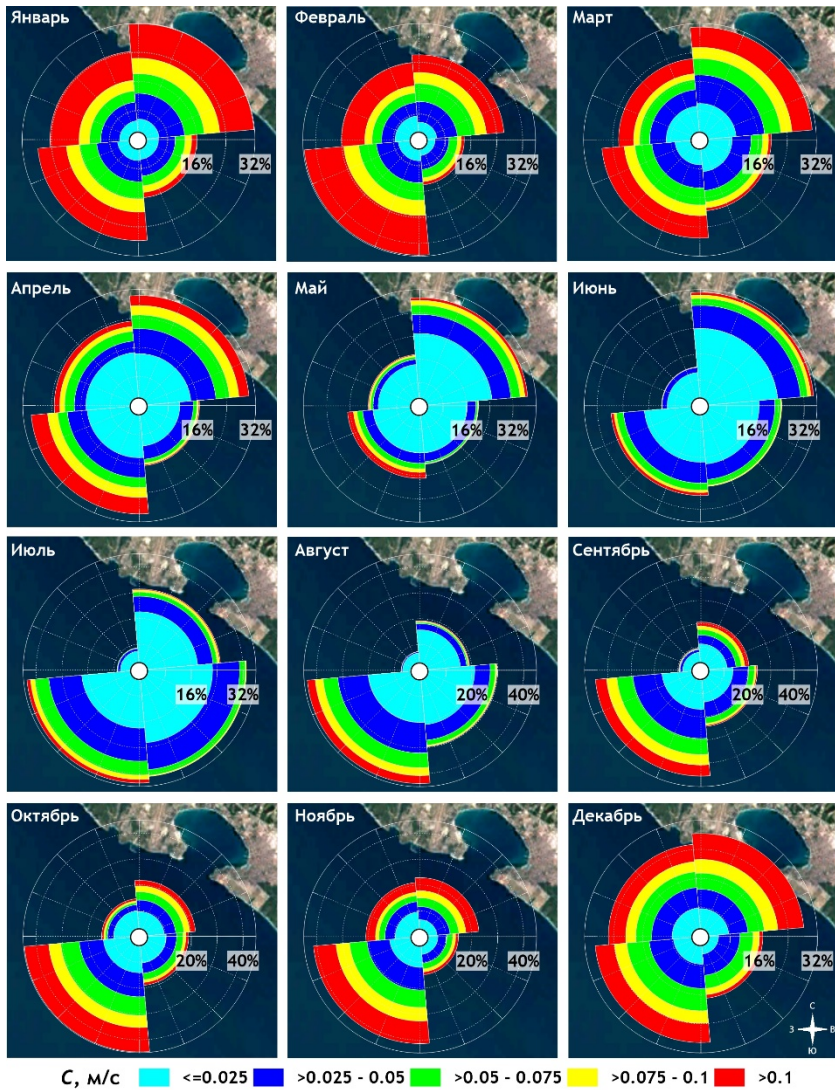 Январь
16%
32%
Февраль
16%
32%
Март
16%
32%
Апрель
16%
32%
Май
16%
32%
Июнь
16%
32%
Июль
16%
32%
Август
20%
40%
Сентябрь
20%
40%
Октябрь
20%
40%
Ноябрь
20%
40%
Декабрь
16%
32%
С
З В
Ю
C, м/с <=0.025 >0.025 - 0.05 >0.05 - 0.075 >0.075 - 0.1 >0.1